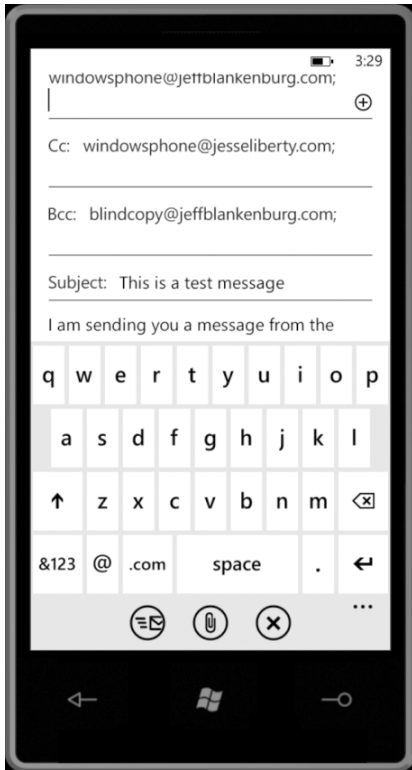 3:29
windowsphone@jeffblankenburg.com;
Cc: windowsphone@jesseliberty.com;
Bcc: blindcopy@jeffblankenburg.com;
Subject: This is a test message
I am sending you a message from the
q w e r t y u i o p
a s d f g h j k l
z x c v b n m
&123 @ .com space .